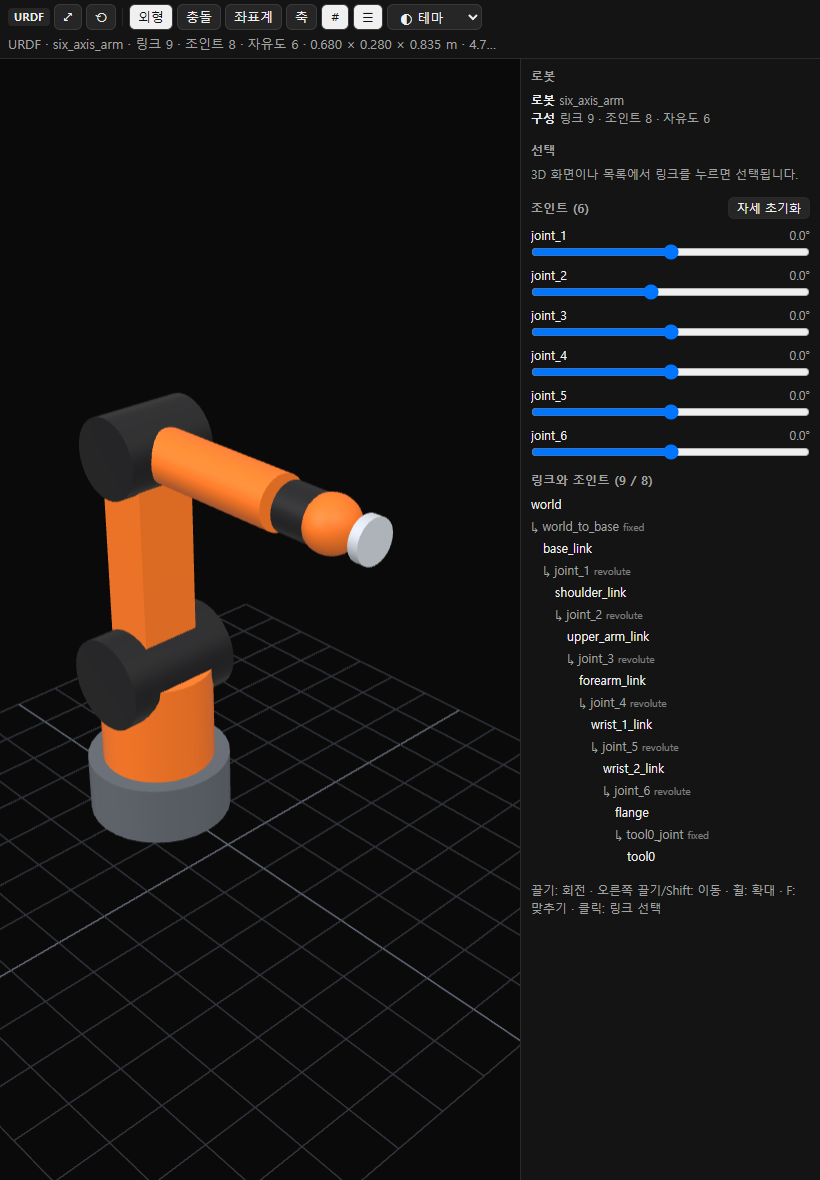 URDF ⤢ ⟲ 외형 충돌 좌표계 축 # ☰ ◐ 테마
URDF · six_axis_arm · 링크 9 · 조인트 8 · 자유도 6 · 0.680 × 0.280 × 0.835 m · 4.7…
로봇
로봇 six_axis_arm
구성 링크 9 · 조인트 8 · 자유도 6
선택
3D 화면이나 목록에서 링크를 누르면 선택됩니다.
조인트 (6) 자세 초기화
joint_1 0.0°
joint_2 0.0°
joint_3 0.0°
joint_4 0.0°
joint_5 0.0°
joint_6 0.0°
링크와 조인트 (9 / 8)
world
↳ world_to_base fixed
base_link
↳ joint_1 revolute
shoulder_link
↳ joint_2 revolute
upper_arm_link
↳ joint_3 revolute
forearm_link
↳ joint_4 revolute
wrist_1_link
↳ joint_5 revolute
wrist_2_link
↳ joint_6 revolute
flange
↳ tool0_joint fixed
tool0
끌기: 회전 · 오른쪽 끌기/Shift: 이동 · 휠: 확대 · F:
맞추기 · 클릭: 링크 선택